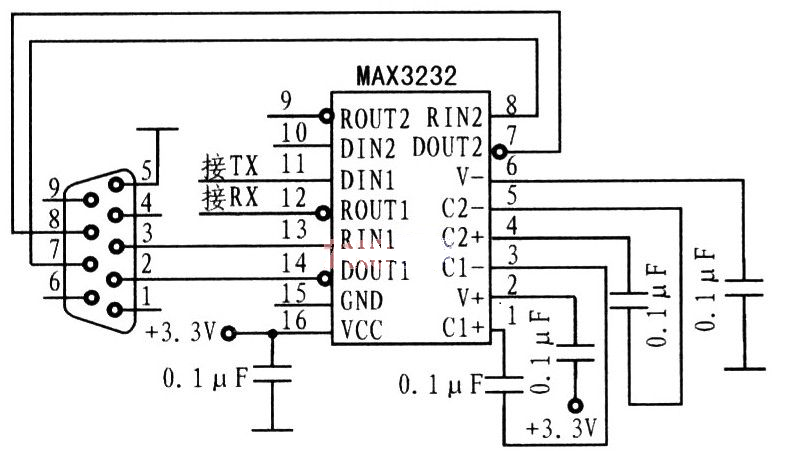 MAX3232
9 ROUT2 RIN2 8
10 DIN2 DOUT2 7
接TX 11 DIN1 V- 6
接RX 12 ROUT1 C2- 5
13 RIN1 C2+ 4
14 DOUT1 C1- 3
15 GND V+ 2
16 VCC C1+ 1
5
9
4
8
3
7
2
6
1
+3.3V
0.1μF
0.1μF
0.1μF
0.1μF
0.1μF
+3.3V